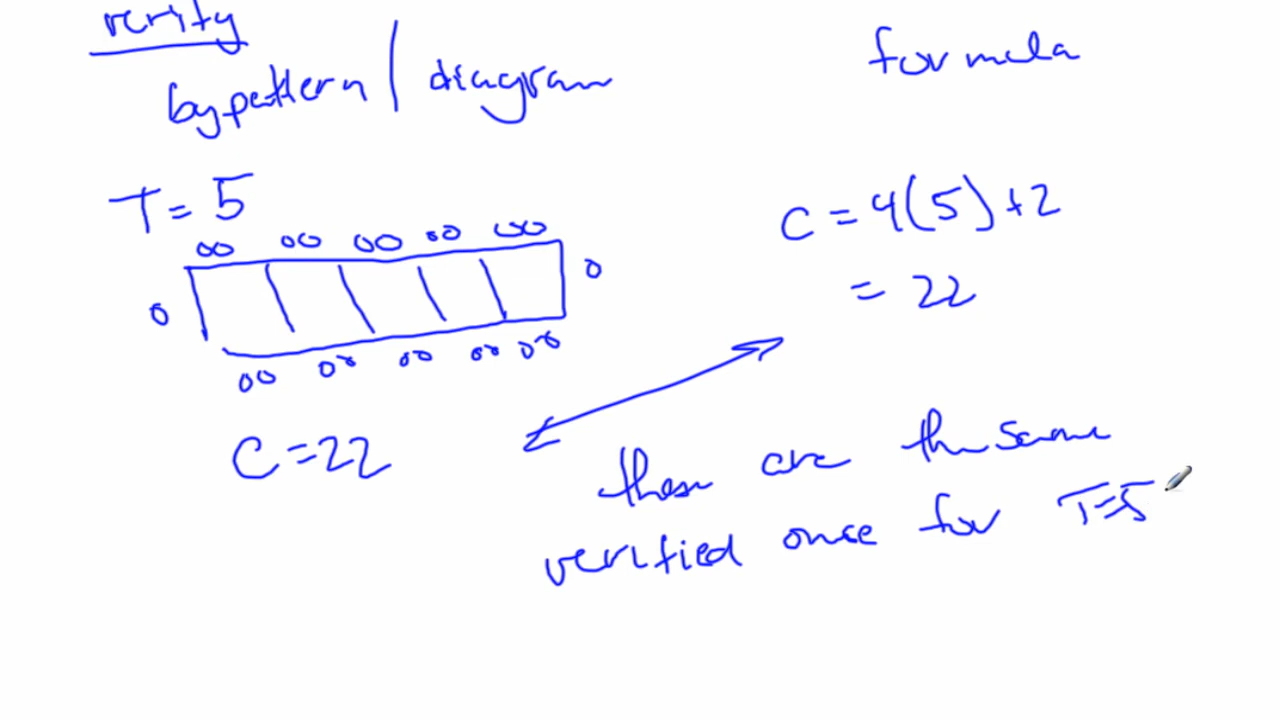 verify
by pattern / diagram
formula
T = 5
C = 4(5) + 2
= 22
C = 22
these are the same
verified once for T=5